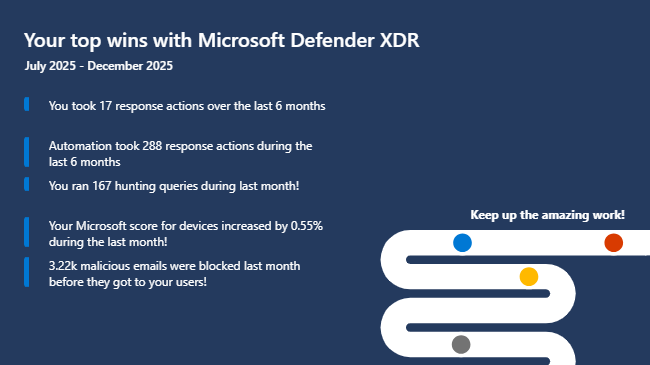 Your top wins with Microsoft Defender XDR
July 2025 - December 2025
You took 17 response actions over the last 6 months
Automation took 288 response actions during the
last 6 months
You ran 167 hunting queries during last month!
Your Microsoft score for devices increased by 0.55%
during the last month!
3.22k malicious emails were blocked last month
before they got to your users!
Keep up the amazing work!